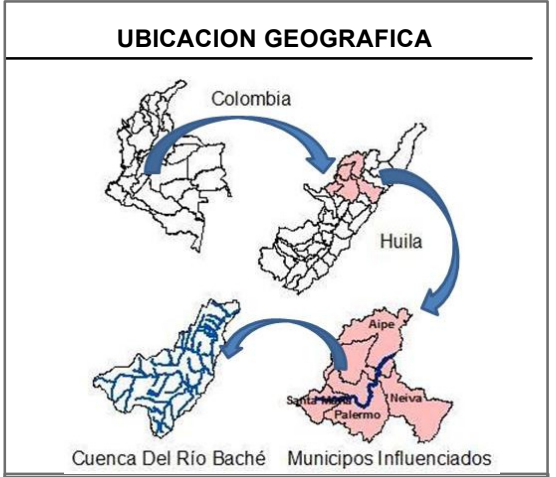 UBICACION GEOGRAFICA
Colombia
Huila
Aipe
Santa María
Neiva
Palermo
Cuenca Del Río Baché
Municipos Influenciados